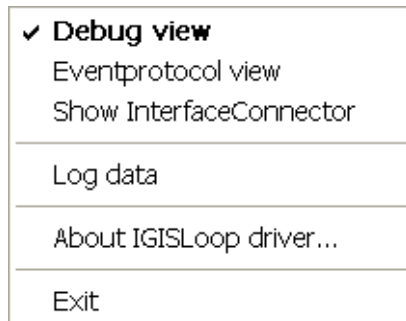 Debug view
Eventprotocol view
Show InterfaceConnector
Log data
About IGISLoop driver...
Exit